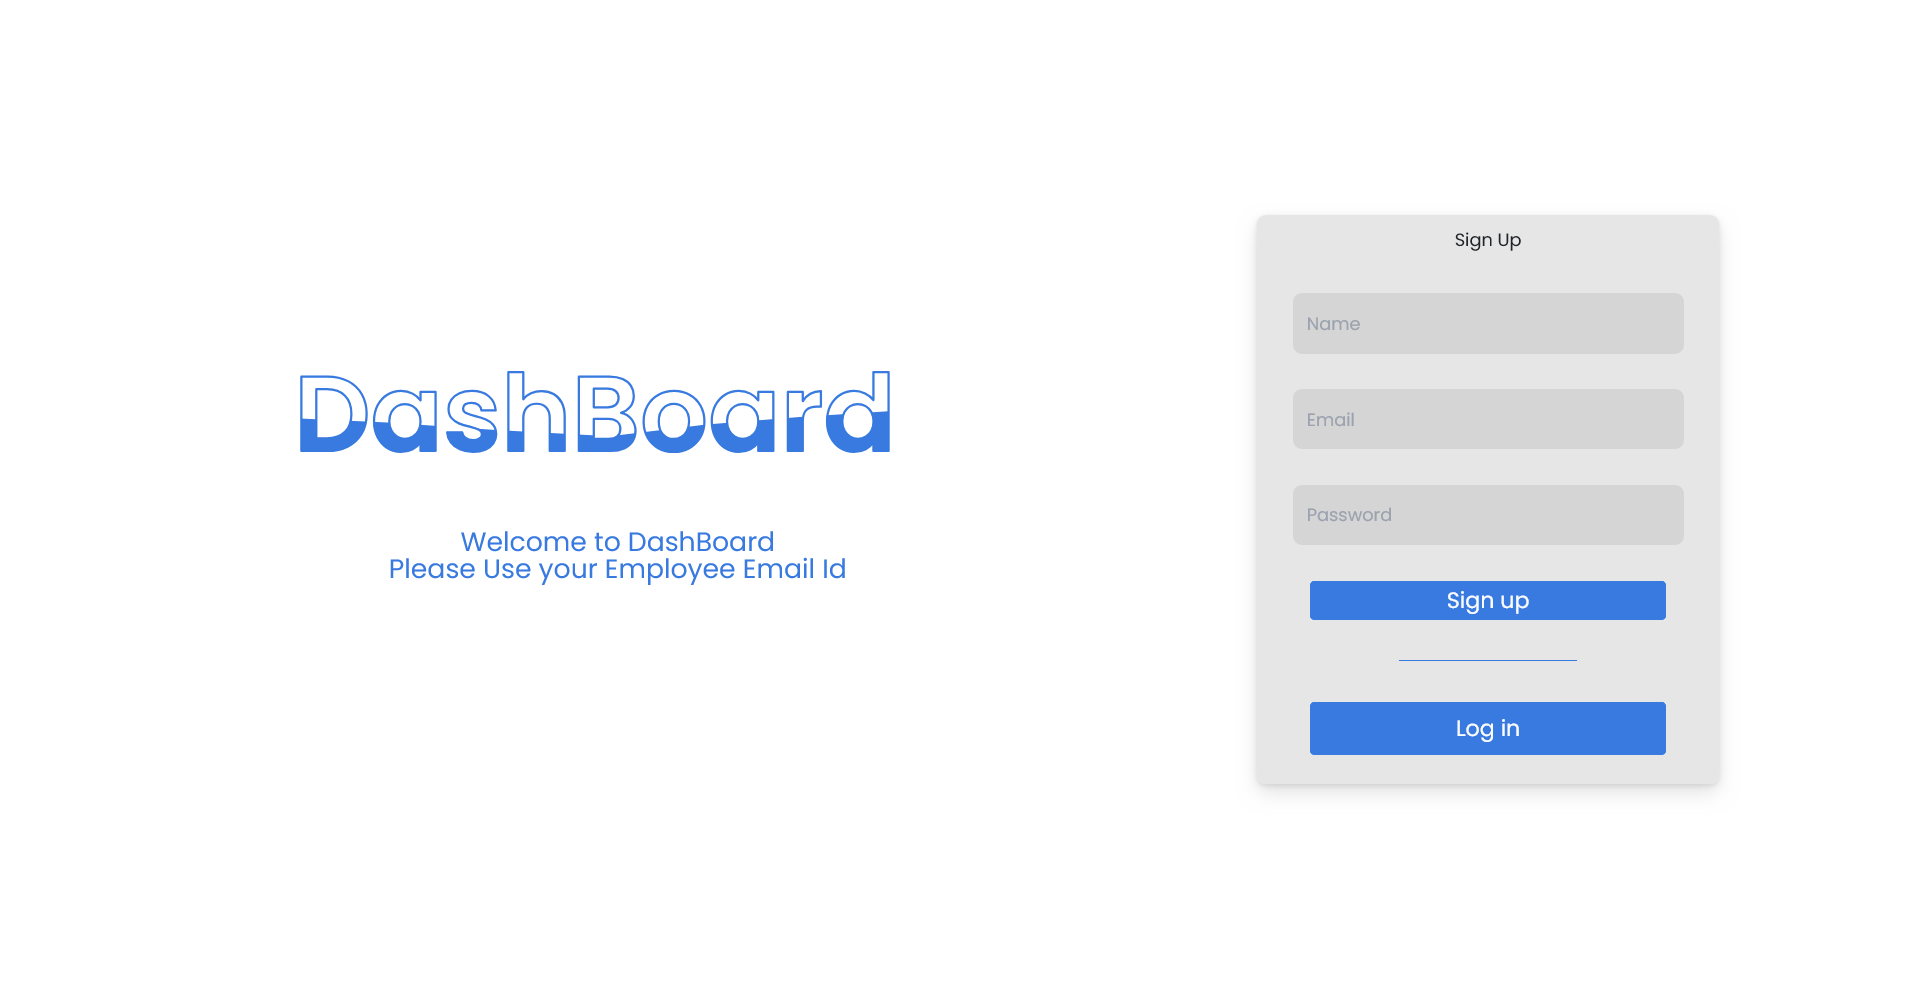 DashBoard
Welcome to DashBoard
Please Use your Employee Email Id
Sign Up
Name
Email
Password
Sign up
Log in